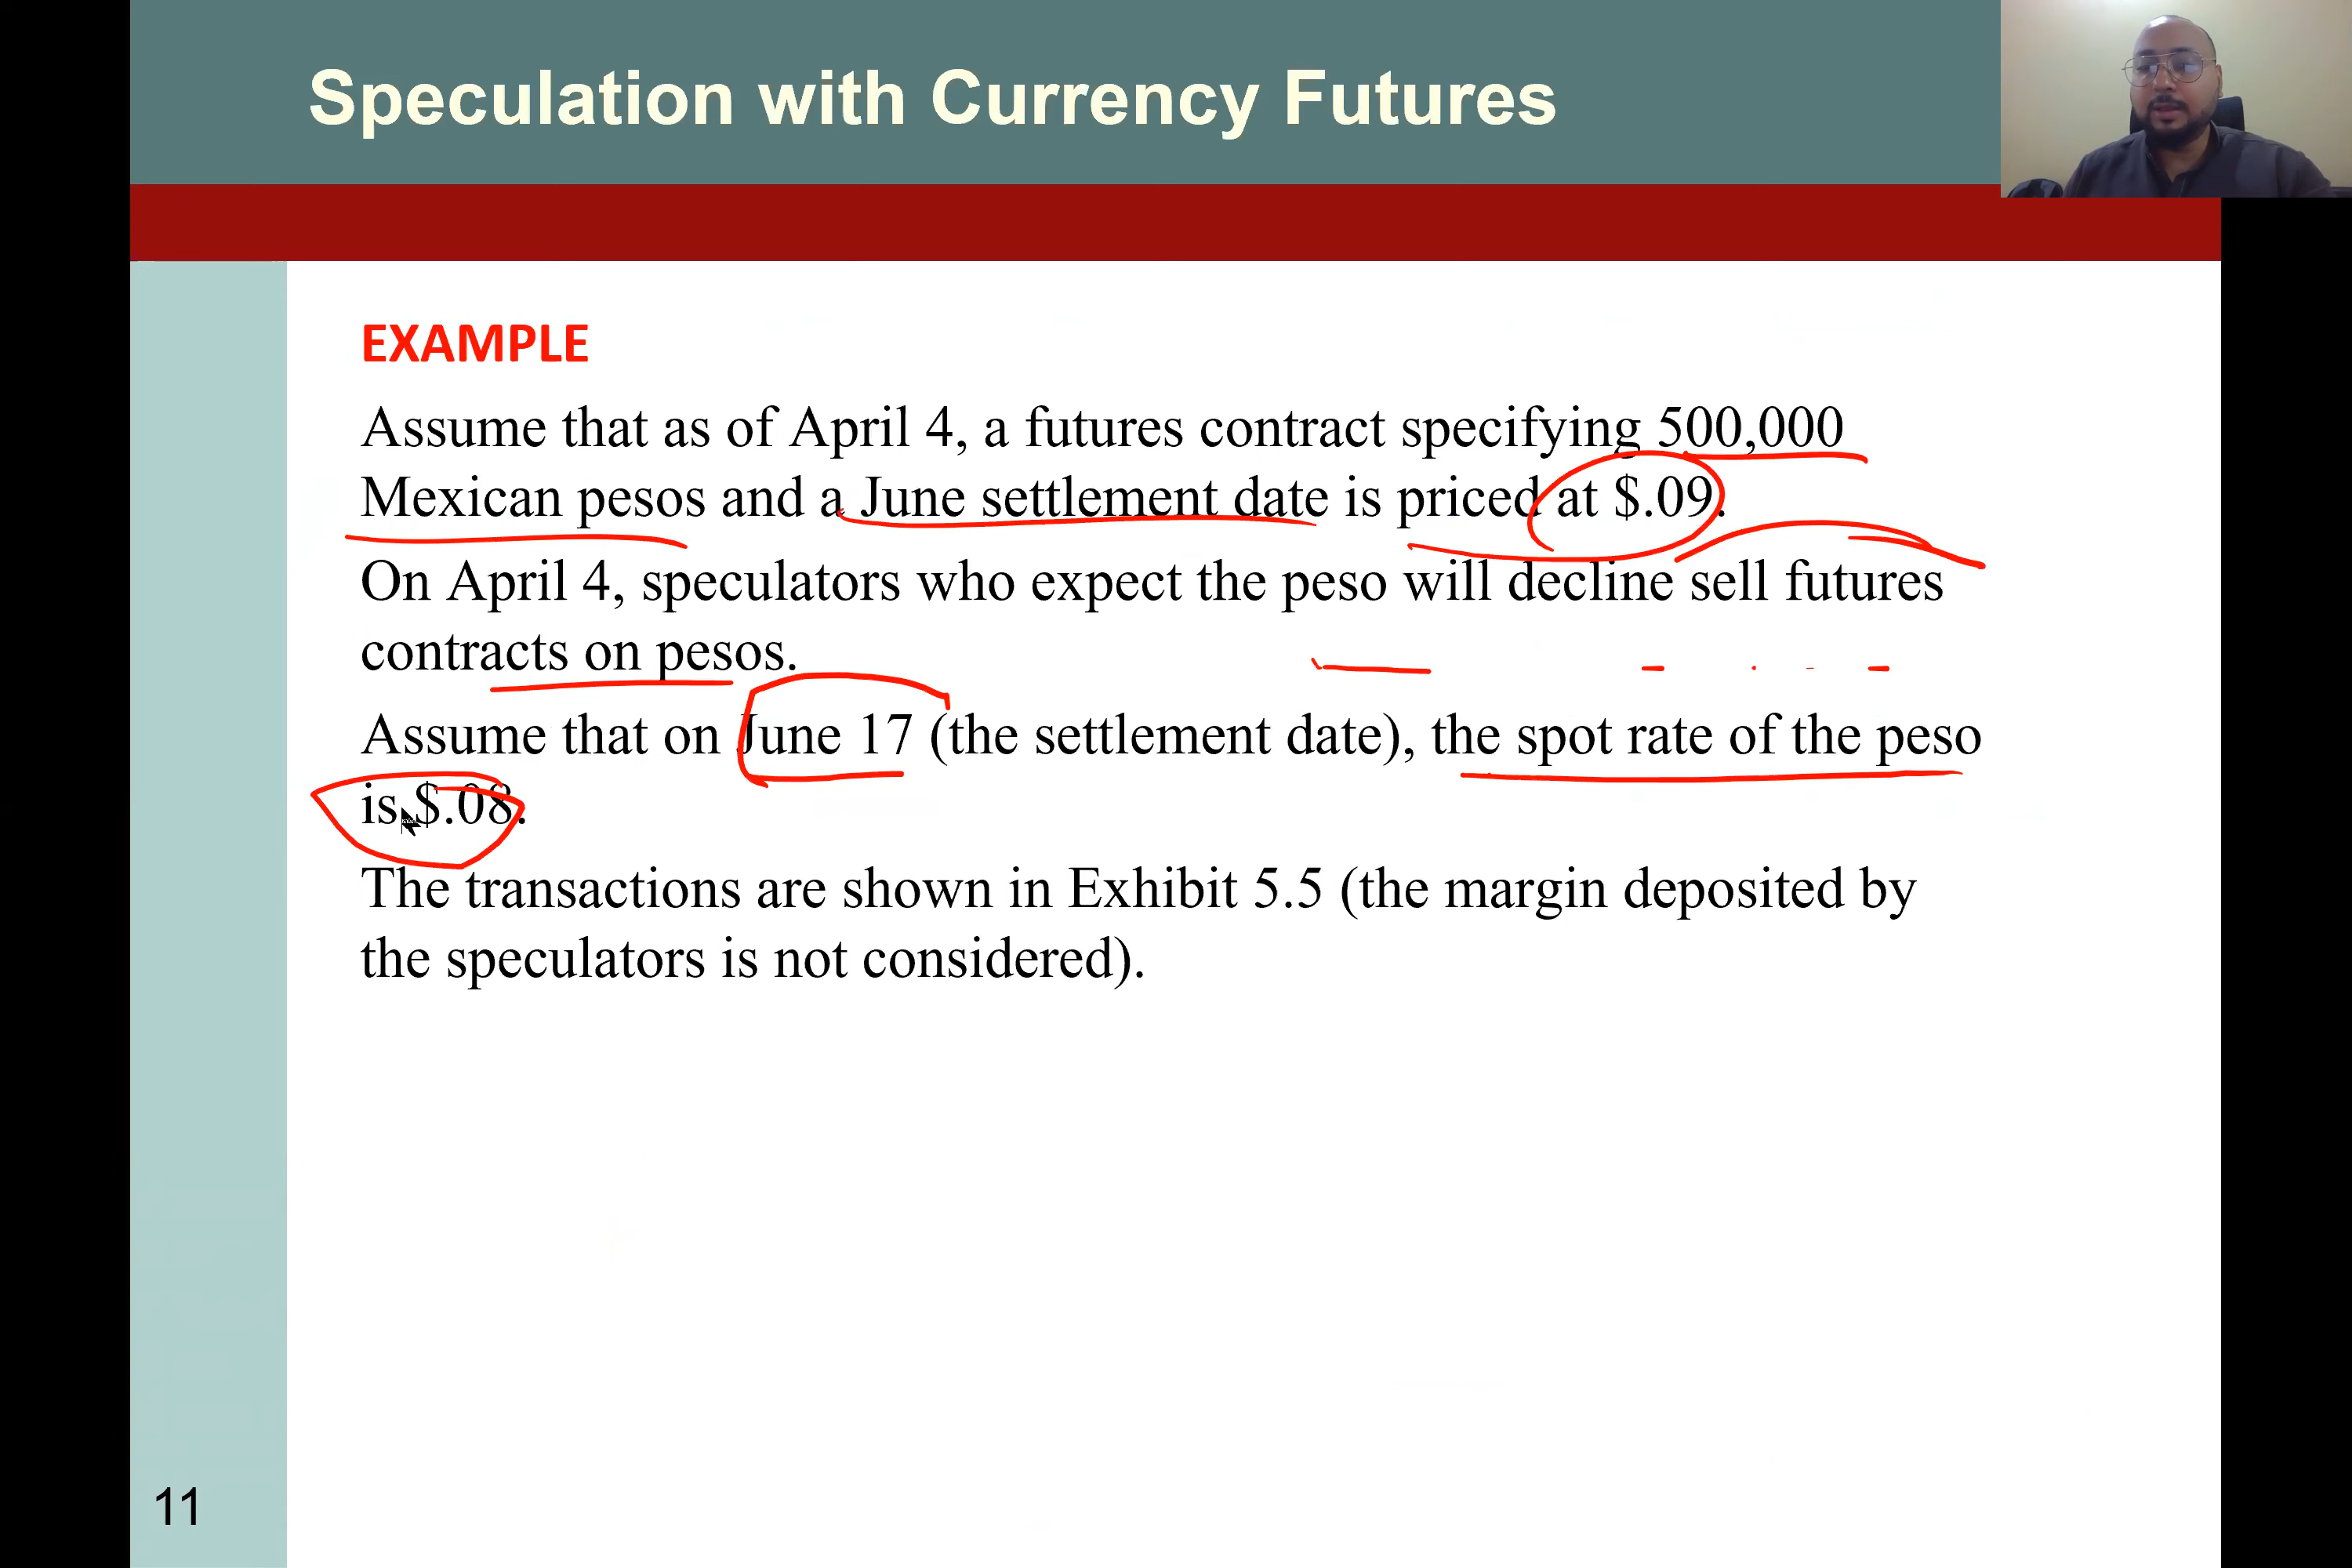 Speculation with Currency Futures
EXAMPLE
Assume that as of April 4, a futures contract specifying 500,000
Mexican pesos and a June settlement date is priced at $.09.
On April 4, speculators who expect the peso will decline sell futures
contracts on pesos.
Assume that on June 17 (the settlement date), the spot rate of the peso
is $.08.
The transactions are shown in Exhibit 5.5 (the margin deposited by
the speculators is not considered).
11